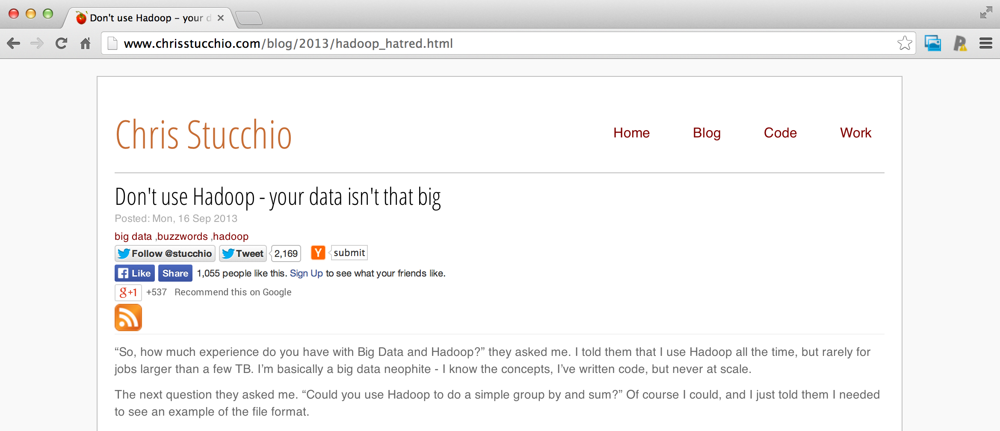 Don't use Hadoop – your d
www.chrisstucchio.com/blog/2013/hadoop_hatred.html
Chris Stucchio
Home Blog Code Work
Don't use Hadoop - your data isn't that big
Posted: Mon, 16 Sep 2013
big data ,buzzwords ,hadoop
Follow @stucchio Tweet 2,169 Y submit
Like Share 1,055 people like this. Sign Up to see what your friends like.
g+1 +537 Recommend this on Google
“So, how much experience do you have with Big Data and Hadoop?” they asked me. I told them that I use Hadoop all the time, but rarely for
jobs larger than a few TB. I’m basically a big data neophite - I know the concepts, I’ve written code, but never at scale.
The next question they asked me. “Could you use Hadoop to do a simple group by and sum?” Of course I could, and I just told them I needed
to see an example of the file format.